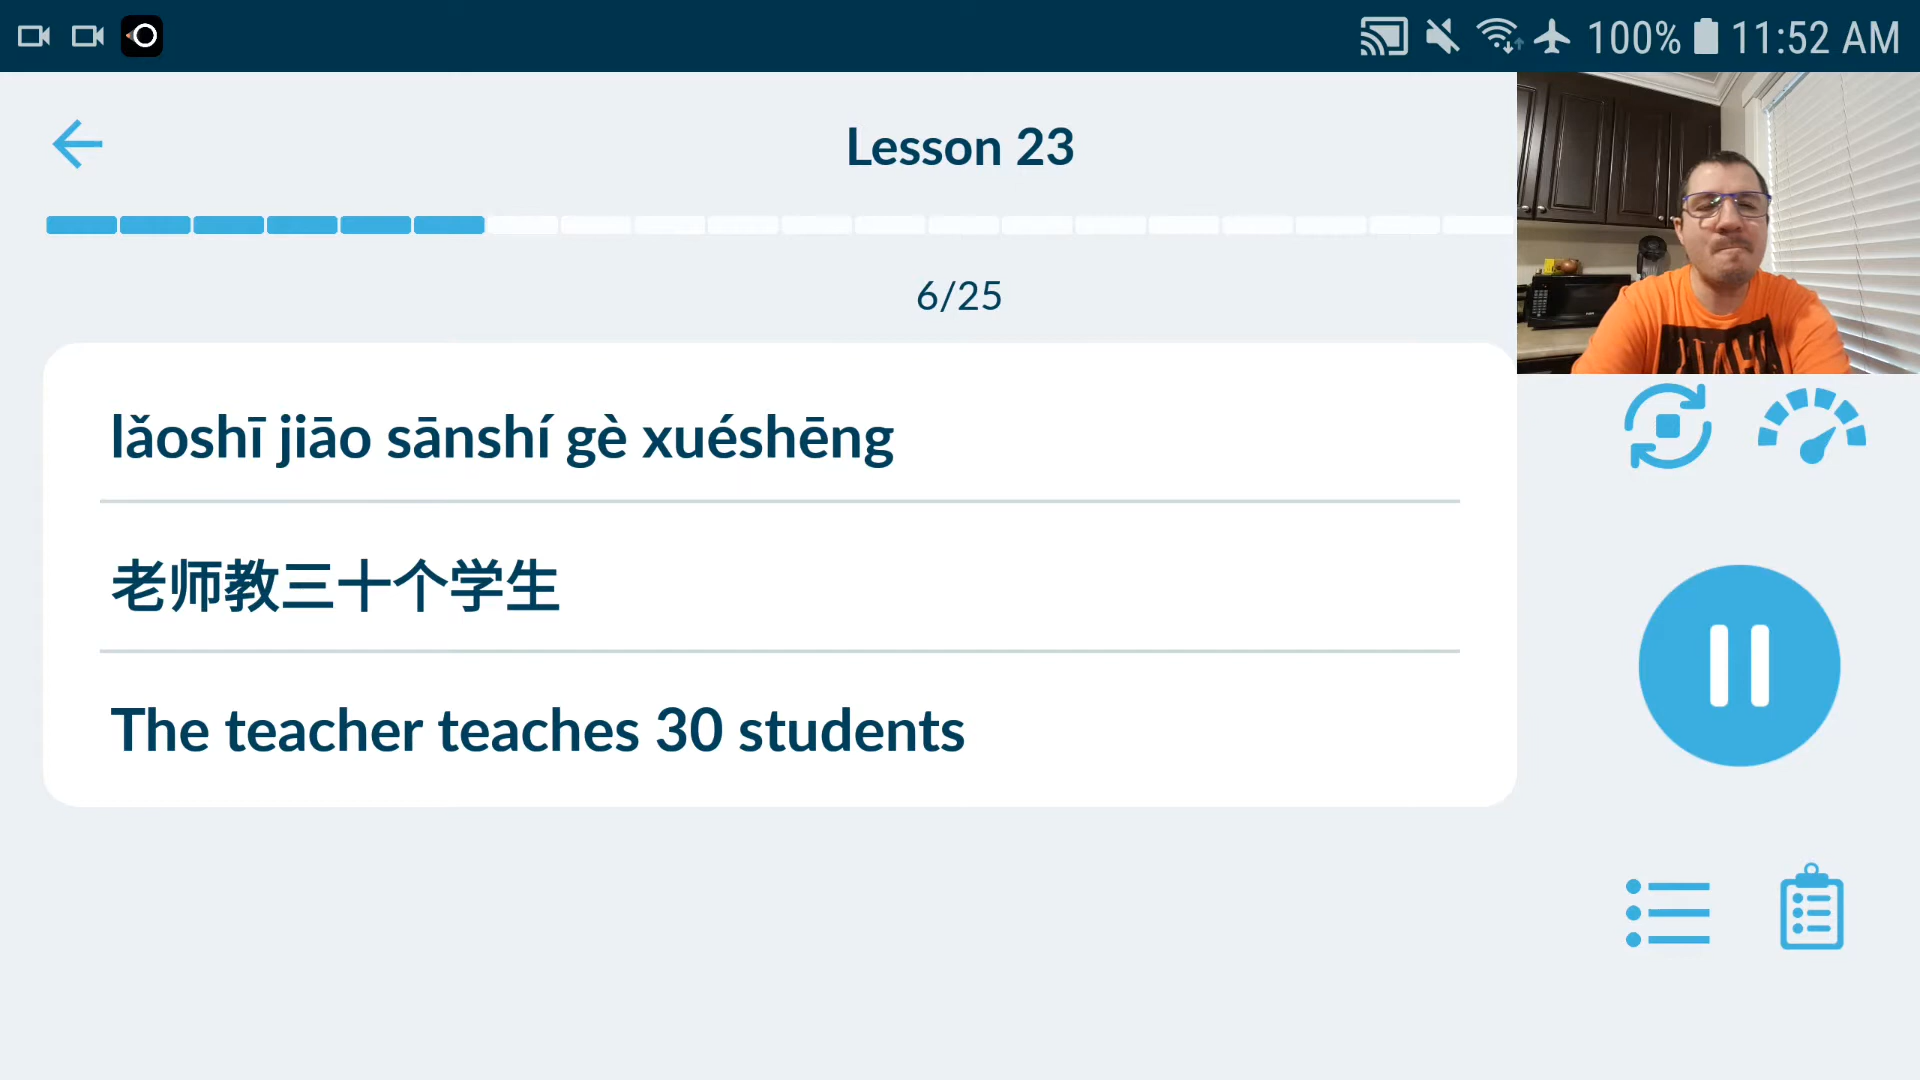 100% 11:52 AM
Lesson 23
6/25
lǎoshī jiāo sānshí gè xuéshēng
老师教三十个学生
The teacher teaches 30 students